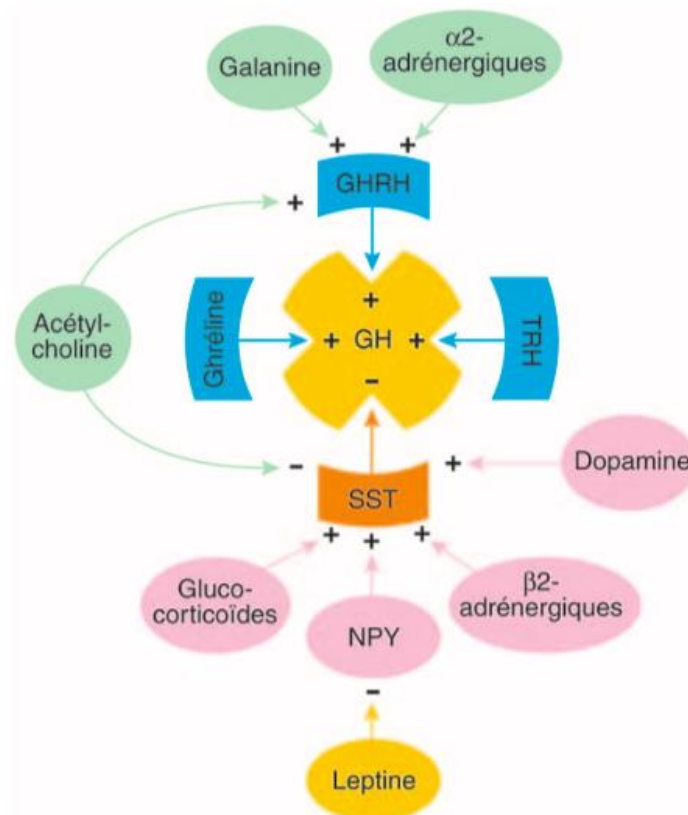 Galanine
α2-
adrénergiques
+
+
GHRH
+
+
Acétyl-
choline
Ghréline
+ GH +
TRH
-
-
SST
+
Dopamine
+
+
+
Gluco-
corticoïdes
NPY
β2-
adrénergiques
-
Leptine